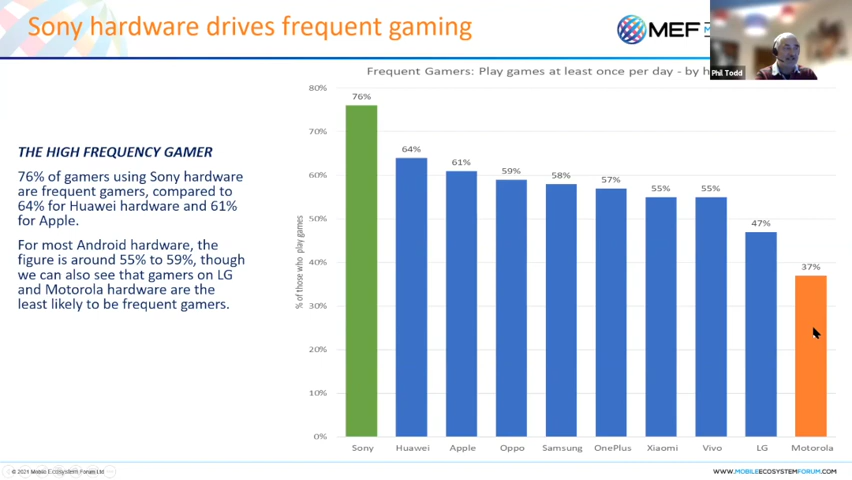 Sony hardware drives frequent gaming
MEF
Phil Todd
Frequent Gamers: Play games at least once per day - by h
THE HIGH FREQUENCY GAMER
76% of gamers using Sony hardware
are frequent gamers, compared to
64% for Huawei hardware and 61%
for Apple.
For most Android hardware, the
figure is around 55% to 59%, though
we can also see that gamers on LG
and Motorola hardware are the
least likely to be frequent gamers.
% of those who play games
80%
70%
60%
50%
40%
30%
20%
10%
0%
76%
64%
61%
59%
58%
57%
55%
55%
47%
37%
Sony Huawei Apple Oppo Samsung OnePlus Xiaomi Vivo LG Motorola
© 2021 Mobile Ecosystem Forum Ltd
WWW.MOBILEECOSYSTEMFORUM.COM